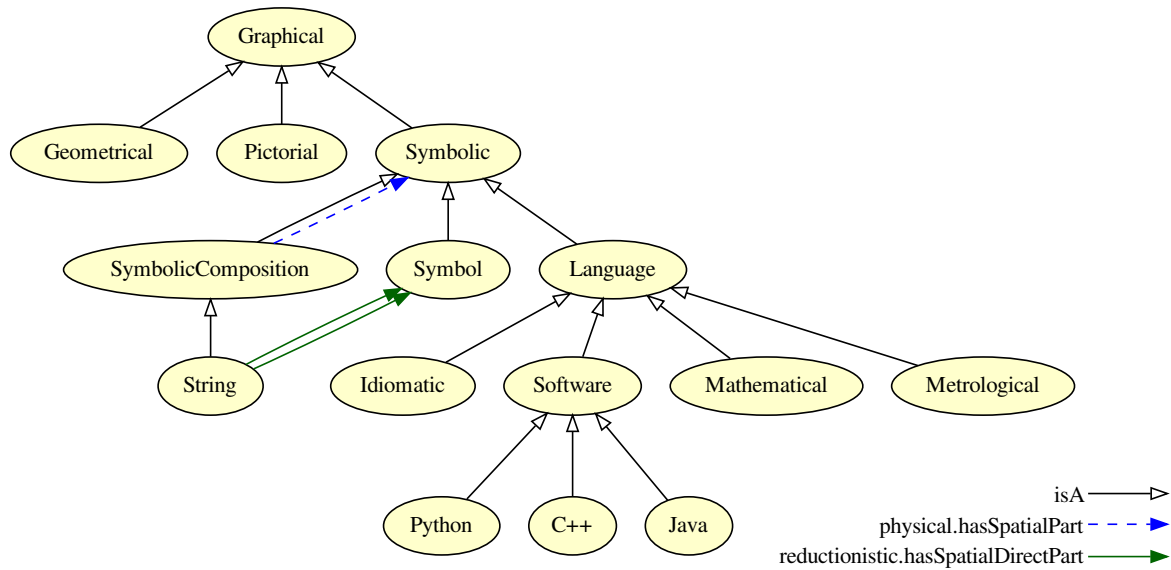 Graphical
Geometrical
Pictorial
Symbolic
SymbolicComposition
Symbol
Language
String
Idiomatic
Software
Mathematical
Metrological
Python
C++
Java
isA
physical.hasSpatialPart
reductionistic.hasSpatialDirectPart